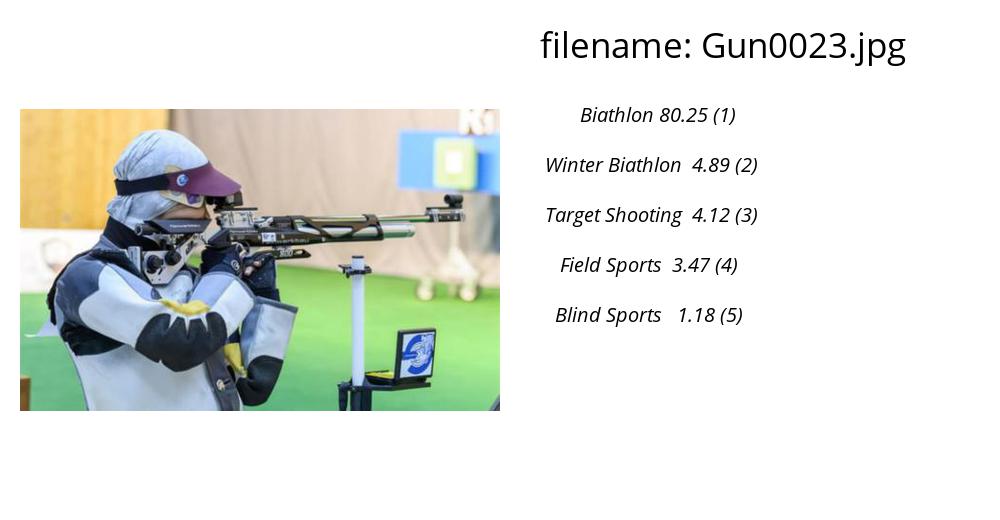 filename: Gun0023.jpg
Biathlon 80.25 (1)
Winter Biathlon 4.89 (2)
Target Shooting 4.12 (3)
Field Sports 3.47 (4)
Blind Sports 1.18 (5)